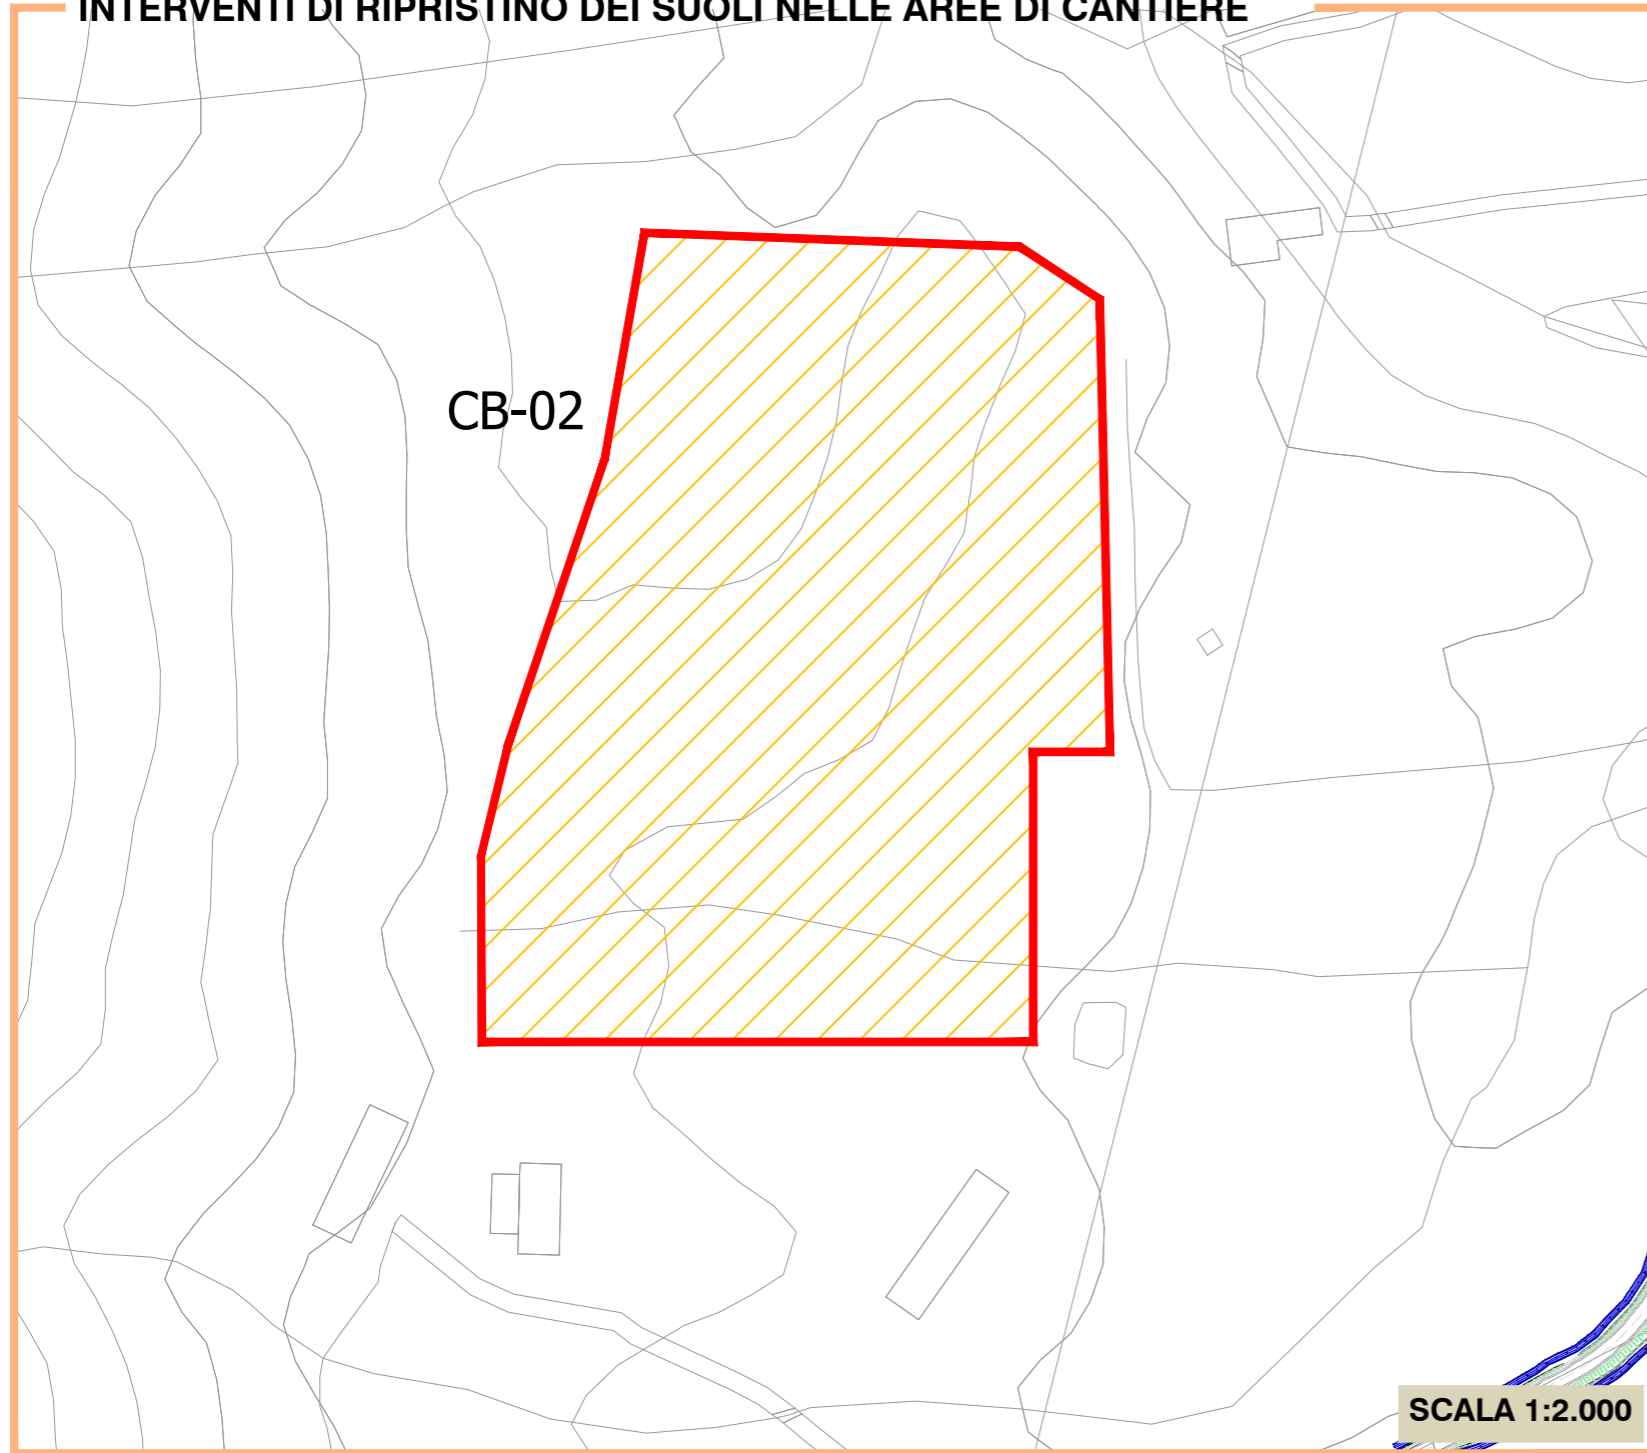 INTERVENTI DI RIPRISTINO DEI SUOLI NELLE AREE DI CANTIERE
CB-02
SCALA 1:2.000